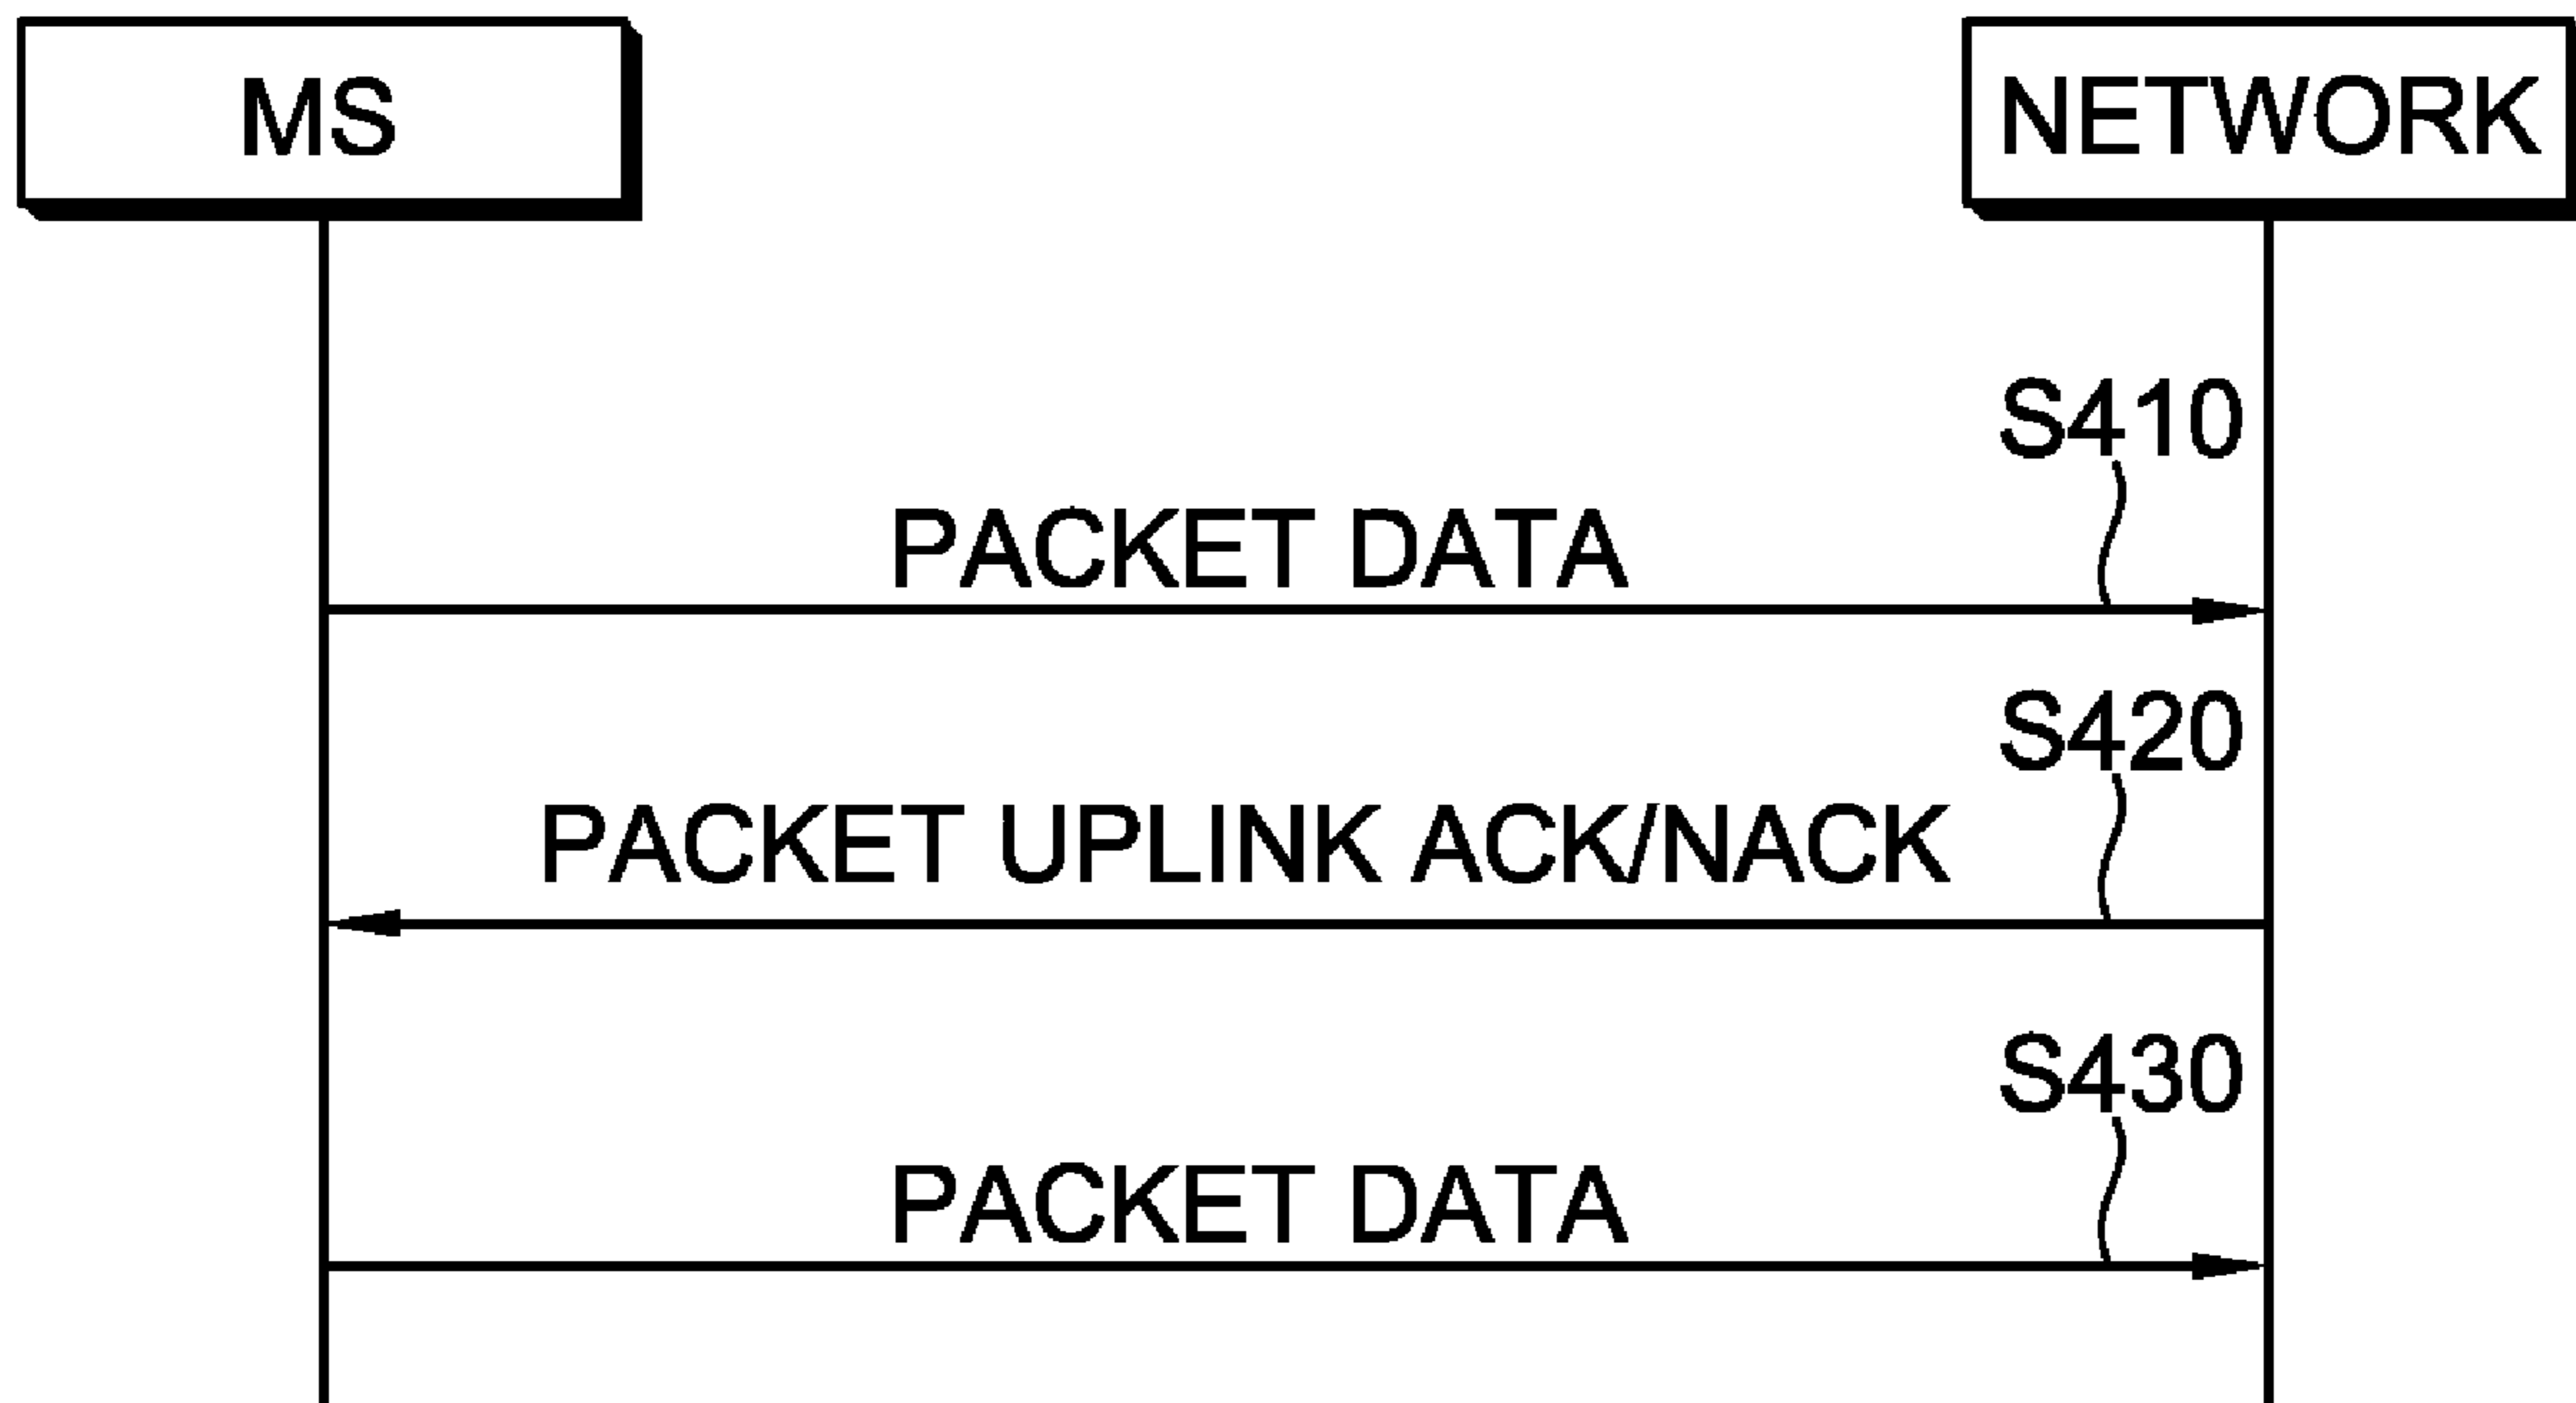 MS
NETWORK
S410
PACKET DATA
S420
PACKET UPLINK ACK/NACK
S430
PACKET DATA